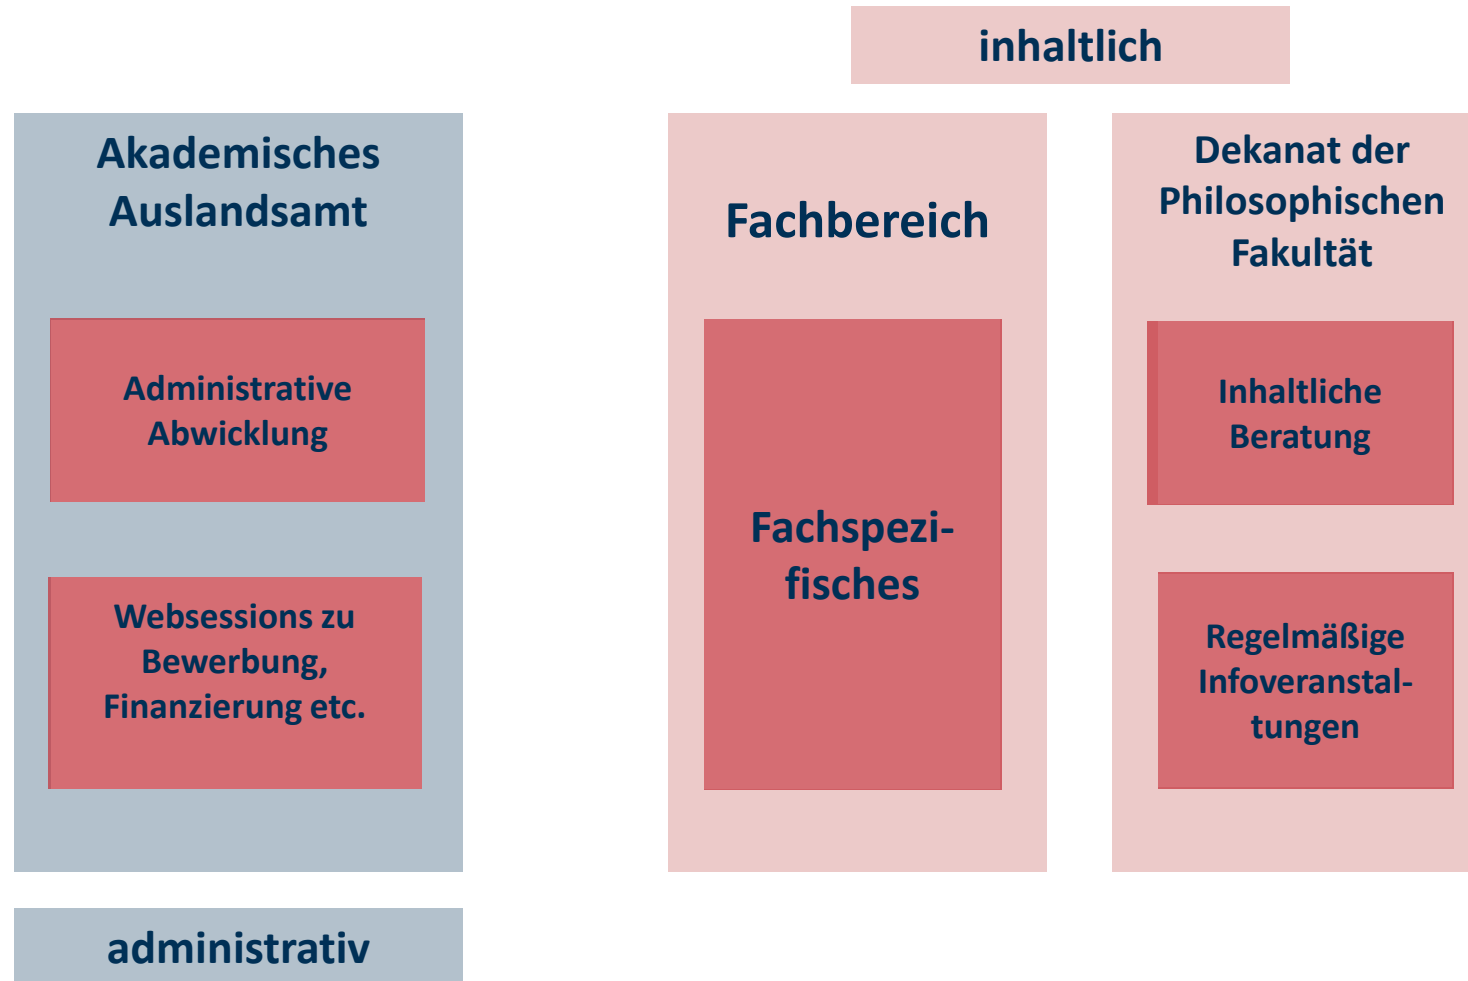 inhaltlich
Akademisches
Auslandsamt
Administrative
Abwicklung
Websessions zu
Bewerbung,
Finanzierung etc.
administrativ
Fachbereich
Fachspezi-
fisches
Dekanat der
Philosophischen
Fakultät
Inhaltliche
Beratung
Regelmäßige
Infoveranstal-
tungen